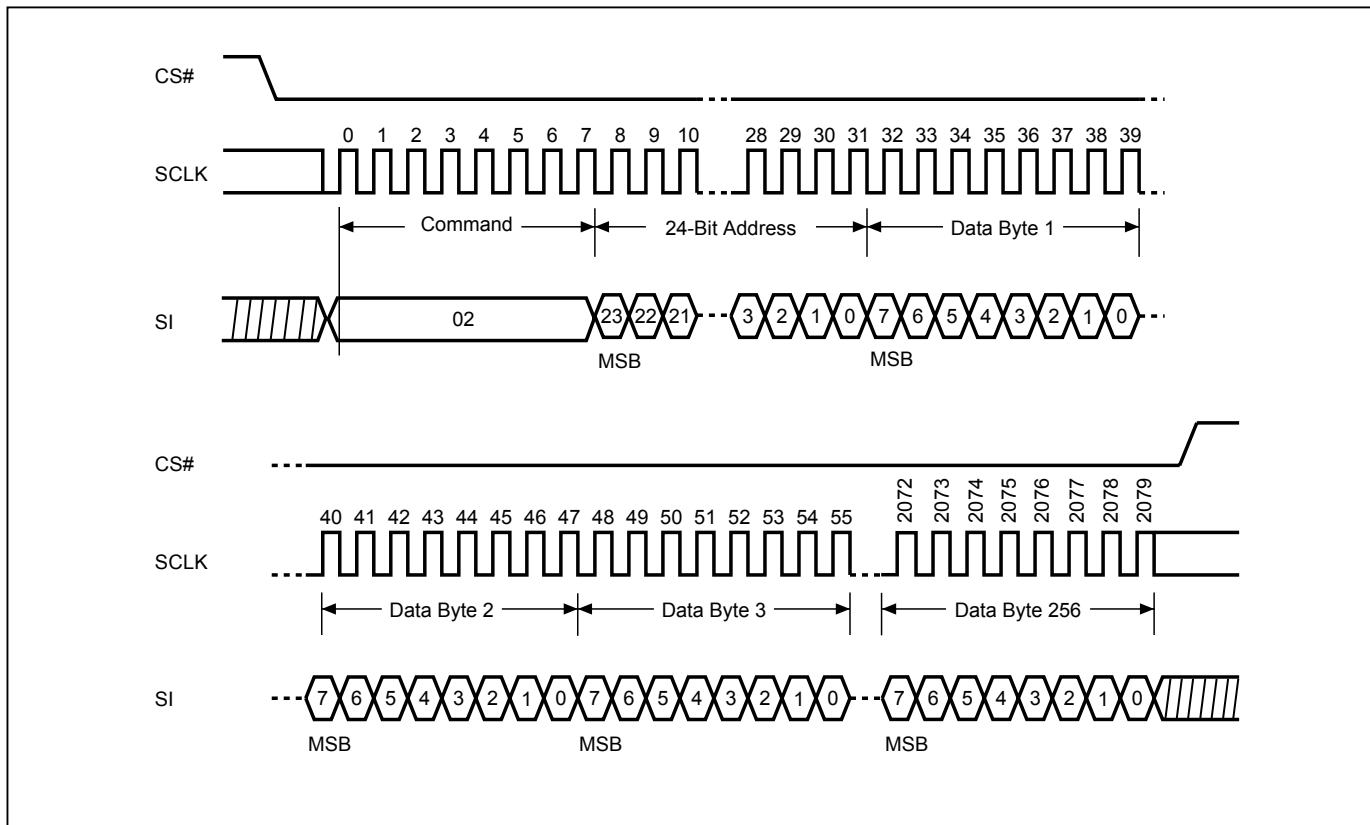 CS#
0 1 2 3 4 5 6 7 8 9 10 28 29 30 31 32 33 34 35 36 37 38 39
SCLK
Command 24-Bit Address Data Byte 1
SI 02 23 22 21 3 2 1 0 7 6 5 4 3 2 1 0
MSB MSB
CS#
40 41 42 43 44 45 46 47 48 49 50 51 52 53 54 55 2072 2073 2074 2075 2076 2077 2078 2079
SCLK
Data Byte 2 Data Byte 3 Data Byte 256
SI 7 6 5 4 3 2 1 0 7 6 5 4 3 2 1 0 7 6 5 4 3 2 1 0
MSB MSB MSB